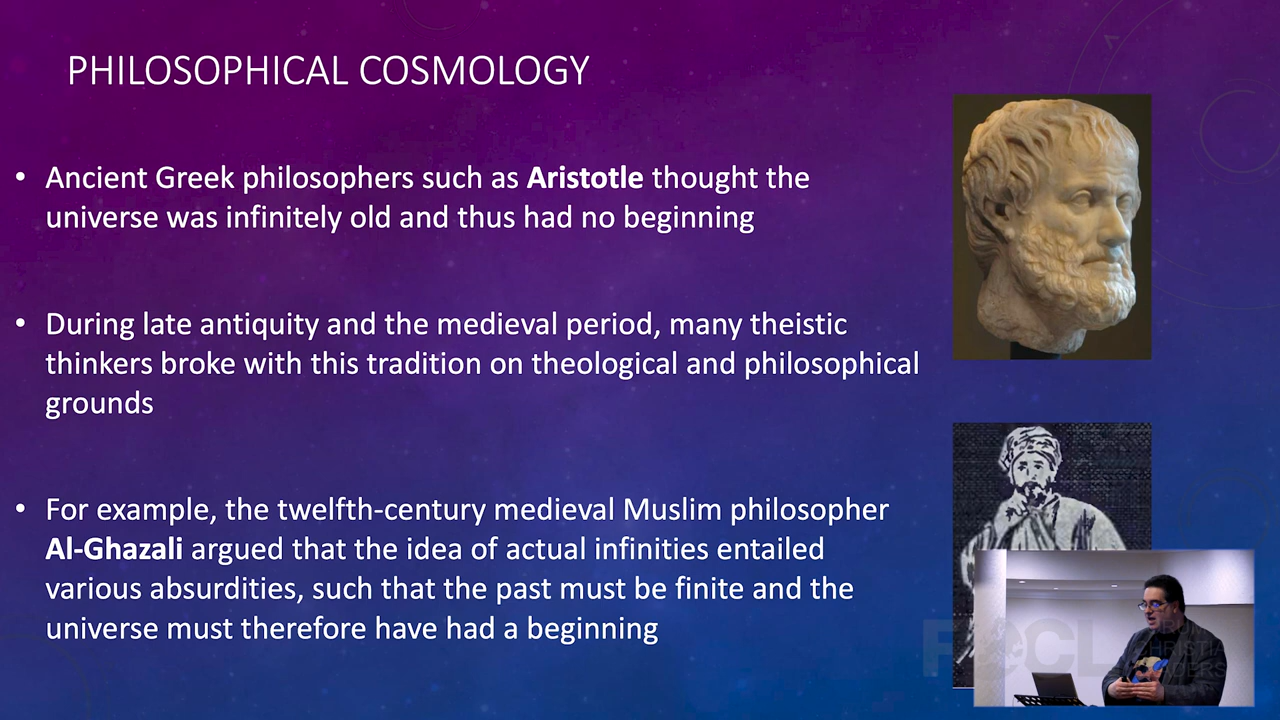 PHILOSOPHICAL COSMOLOGY
• Ancient Greek philosophers such as Aristotle thought the
universe was infinitely old and thus had no beginning
• During late antiquity and the medieval period, many theistic
thinkers broke with this tradition on theological and philosophical
grounds
• For example, the twelfth-century medieval Muslim philosopher
Al-Ghazali argued that the idea of actual infinities entailed
various absurdities, such that the past must be finite and the
universe must therefore have had a beginning